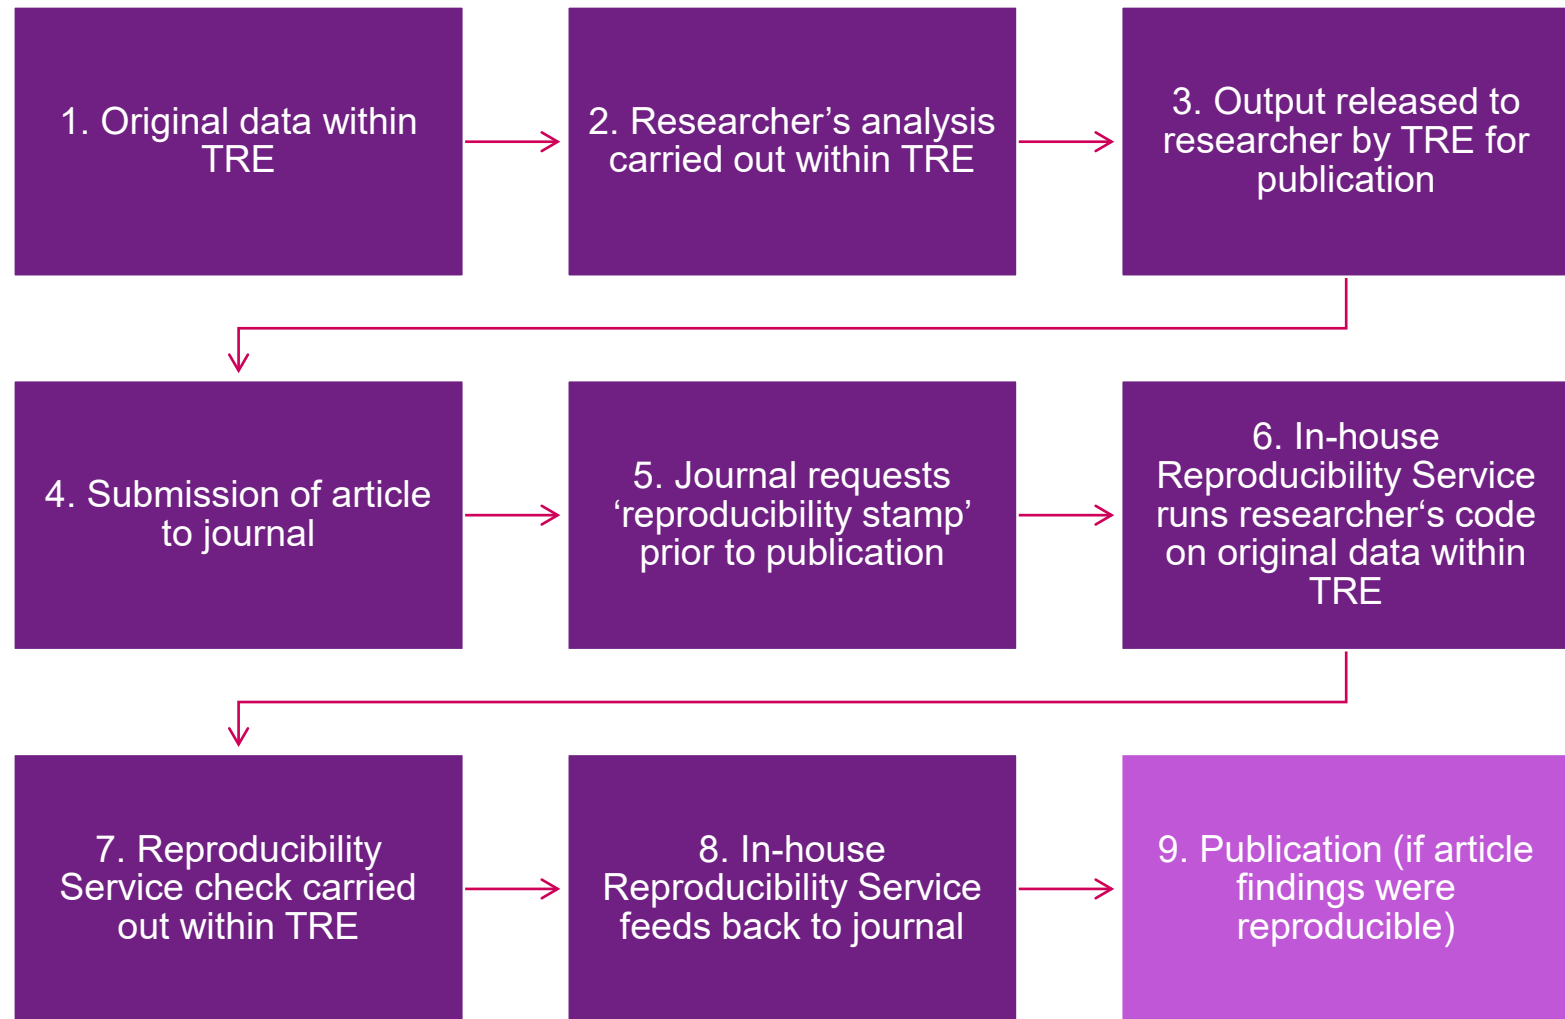 1. Original data within
TRE
2. Researcher’s analysis
carried out within TRE
3. Output released to
researcher by TRE for
publication
4. Submission of article
to journal
5. Journal requests
‘reproducibility stamp’
prior to publication
6. In-house
Reproducibility Service
runs researcher‘s code
on original data within
TRE
7. Reproducibility
Service check carried
out within TRE
8. In-house
Reproducibility Service
feeds back to journal
9. Publication (if article
findings were
reproducible)